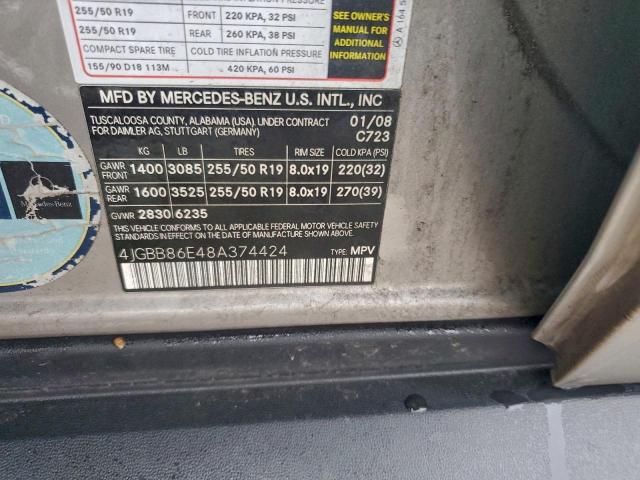 255/50 R19 FRONT 220 KPA, 32 PSI
255/50 R19 REAR 260 KPA, 38 PSI
COMPACT SPARE TIRE COLD TIRE INFLATION PRESSURE
155/90 D18 113M 420 KPA, 60 PSI
SEE OWNER'S
MANUAL FOR
ADDITIONAL
INFORMATION
A 164 5
MFD BY MERCEDES-BENZ U.S. INTL., INC
TUSCALOOSA COUNTY, ALABAMA (USA). UNDER CONTRACT 01/08
FOR DAIMLER AG, STUTTGART (GERMANY) C723
KG LB TIRES RIM SIZE COLD KPA (PSI)
GAWR FRONT 1400 3085 255/50 R19 8.0x19 220(32)
GAWR REAR 1600 3525 255/50 R19 8.0x19 270(39)
GVWR 2830 6235
THIS VEHICLE CONFORMS TO ALL APPLICABLE FEDERAL MOTOR VEHICLE SAFETY
STANDARDS IN EFFECT ON THE DATE OF MANUFACTURE SHOWN ABOVE.
4JGBB86E48A374424 TYPE: MPV
Mercedes-Benz